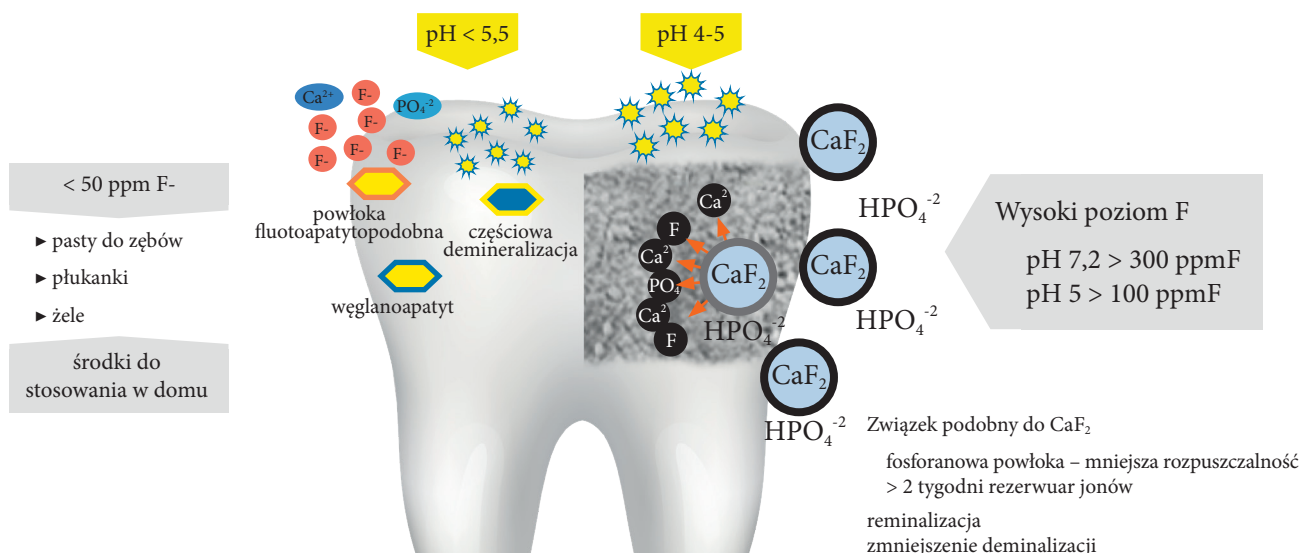 pH < 5,5
pH 4-5
Ca²⁺
F-
PO₄⁻²
F-
F-
F-
F-
F-
powłoka
fluotoapatytopodobna
częściowa
demineralizacja
węglanoapatyt
< 50 ppm F-
▸ pasty do zębów
▸ płukanki
▸ żele
środki do
stosowania w domu
Ca²
F
Ca²
PO₄
Ca²
F
CaF₂
HPO₄⁻²
CaF₂
HPO₄⁻²
CaF₂
HPO₄⁻²
CaF₂
HPO₄⁻²
Wysoki poziom F
pH 7,2 > 300 ppmF
pH 5 > 100 ppmF
Związek podobny do CaF₂
fosforanowa powłoka – mniejsza rozpuszczalność
> 2 tygodni rezerwuar jonów
reminalizacja
zmniejszenie deminalizacji